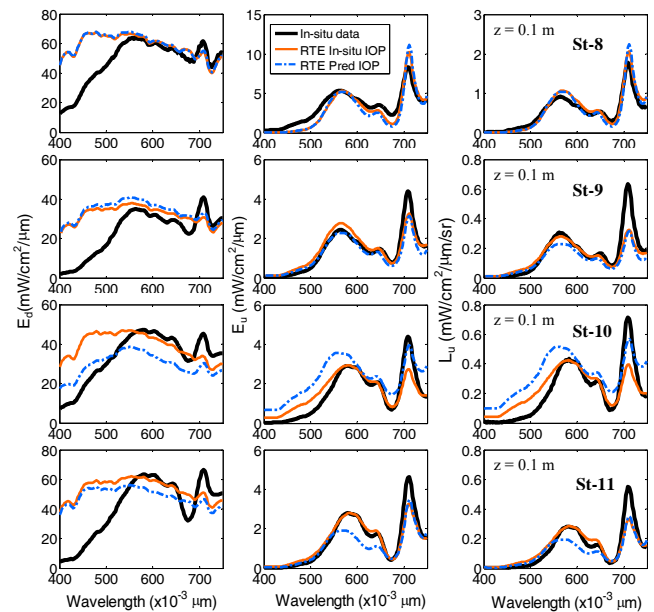 80
60
40
20
0
400 500 600 700
15
10
5
0
400 500 600 700
In-situ data
RTE In-situ IOP
RTE Pred IOP
3
2
1
0
400 500 600 700
z = 0.1 m
St-8
60
40
20
0
400 500 600 700
6
4
2
0
400 500 600 700
0.8
0.6
0.4
0.2
0
400 500 600 700
z = 0.1 m
St-9
80
60
40
20
0
400 500 600 700
6
4
2
0
400 500 600 700
0.8
0.6
0.4
0.2
0
400 500 600 700
z = 0.1 m
St-10
80
60
40
20
0
400 500 600 700
6
4
2
0
400 500 600 700
0.8
0.6
0.4
0.2
0
400 500 600 700
z = 0.1 m
St-11
E_d(mW/cm²/μm)
E_u (mW/cm²/μm)
L_u (mW/cm²/μm/sr)
Wavelength (x10⁻³ μm)
Wavelength (x10⁻³ μm)
Wavelength (x10⁻³ μm)